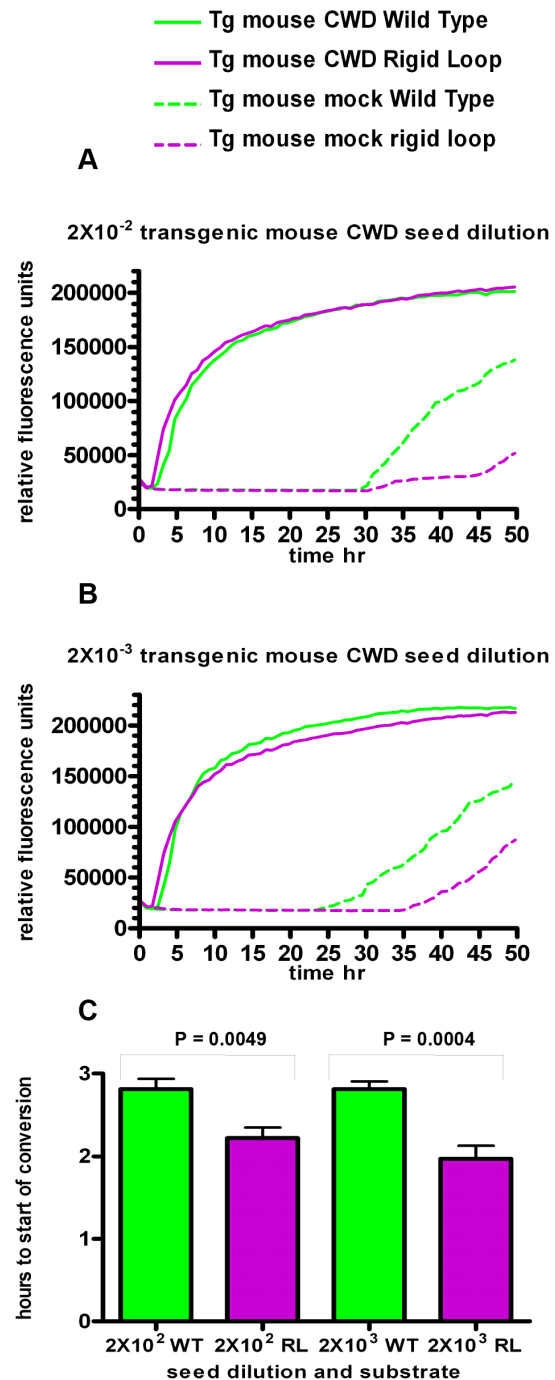 Tg mouse CWD Wild Type
Tg mouse CWD Rigid Loop
Tg mouse mock Wild Type
Tg mouse mock rigid loop
A
2X10⁻² transgenic mouse CWD seed dilution
relative fluorescence units
200000
150000
100000
50000
0
0 5 10 15 20 25 30 35 40 45 50
time hr
B
2X10⁻³ transgenic mouse CWD seed dilution
relative fluorescence units
200000
150000
100000
50000
0
0 5 10 15 20 25 30 35 40 45 50
time hr
C
P = 0.0049 P = 0.0004
hours to start of conversion
3
2
1
0
2X10² WT 2X10² RL 2X10³ WT 2X10³ RL
seed dilution and substrate